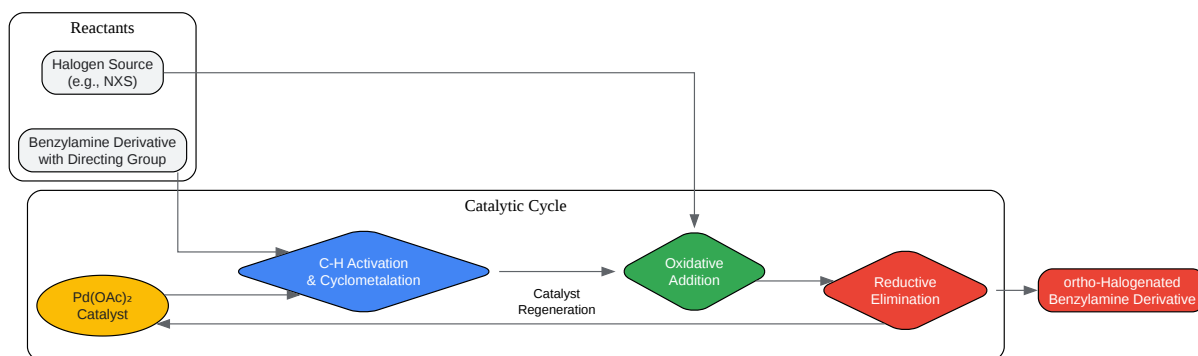 Reactants
Halogen Source
(e.g., NXS)
Benzylamine Derivative
with Directing Group
Catalytic Cycle
C-H Activation
& Cyclometalation
Oxidative
Addition
Reductive
Elimination
ortho-Halogenated
Benzylamine Derivative
Pd(OAc)₂
Catalyst
Catalyst
Regeneration